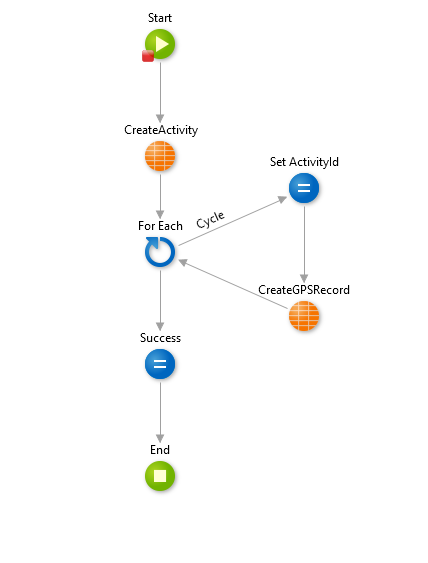 Start
CreateActivity
Set ActivityId
Cycle
For Each
CreateGPSRecord
Success
End